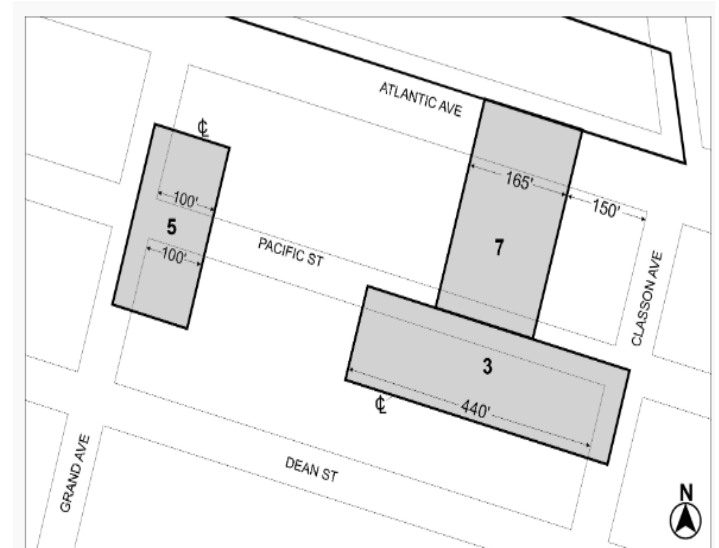 ATLANTIC AVE
℄
165'
100'
150'
5
7
PACIFIC ST
100'
CLASSON AVE
3
℄
440'
GRAND AVE
DEAN ST
N